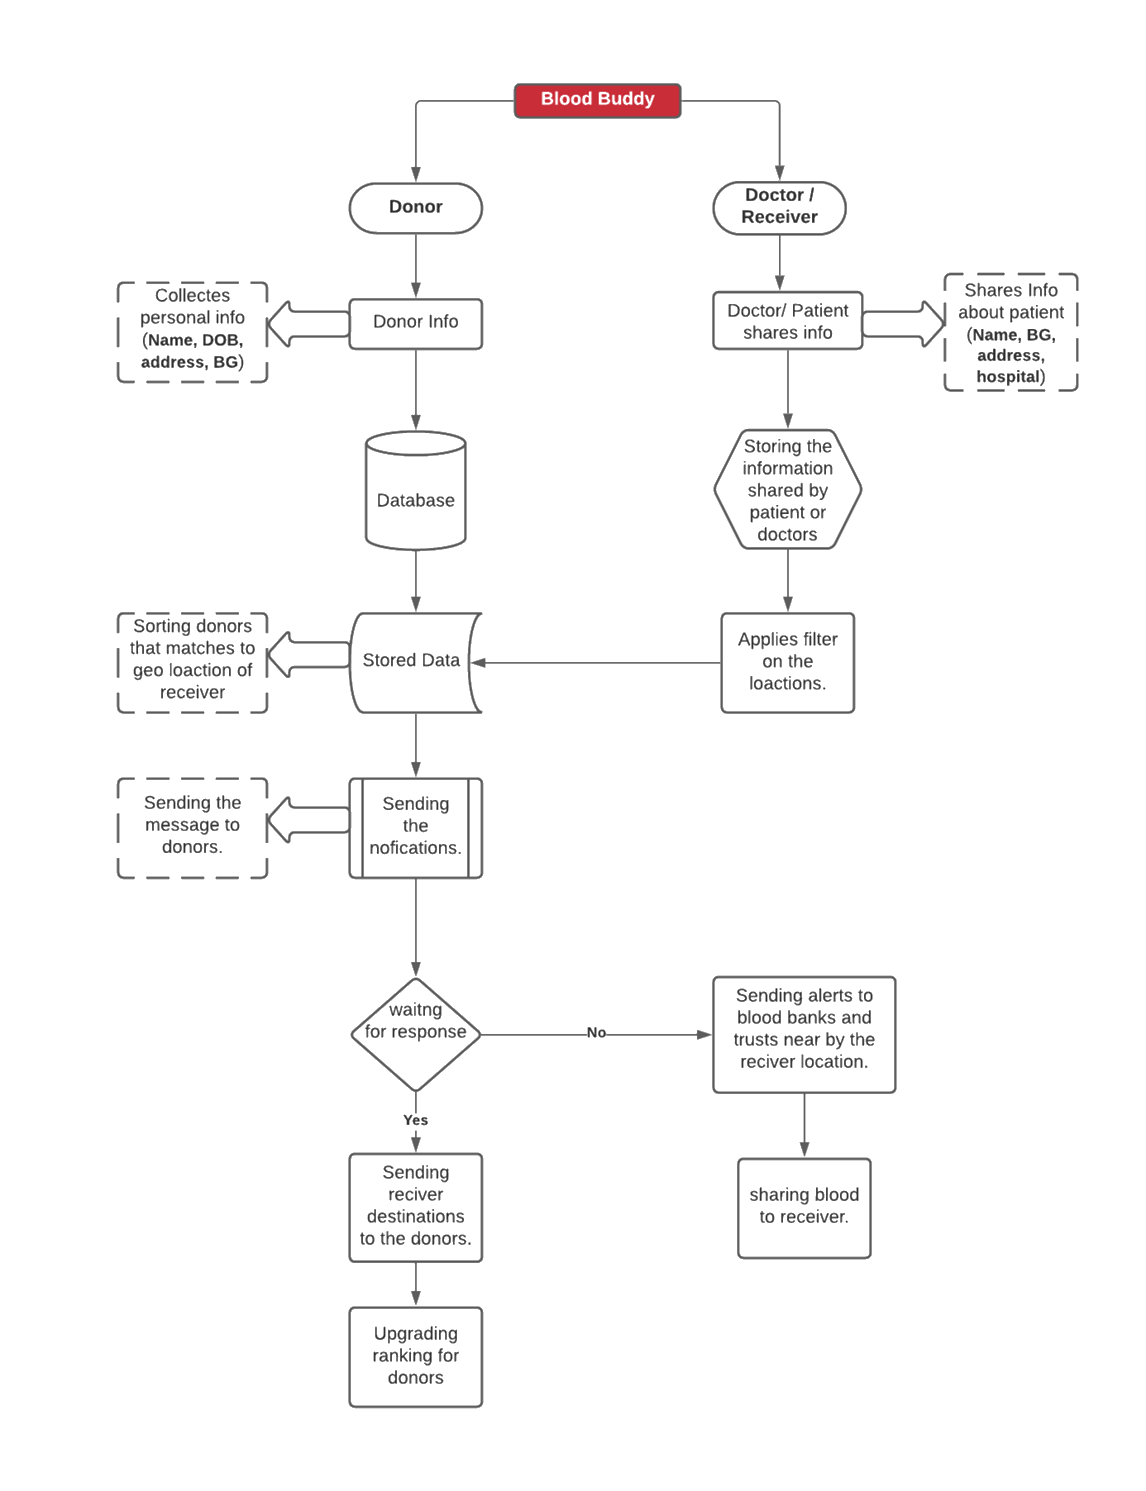 Blood Buddy
Donor
Doctor /
Receiver
Collectes
personal info
(Name, DOB,
address, BG)
Donor Info
Doctor/ Patient
shares info
Shares Info
about patient
(Name, BG,
address,
hospital)
Database
Storing the
information
shared by
patient or
doctors
Sorting donors
that matches to
geo loaction of
receiver
Stored Data
Applies filter
on the
loactions.
Sending the
message to
donors.
Sending
the
nofications.
waitng
for response
No
Sending alerts to
blood banks and
trusts near by the
reciver location.
Yes
Sending
reciver
destinations
to the donors.
sharing blood
to receiver.
Upgrading
ranking for
donors